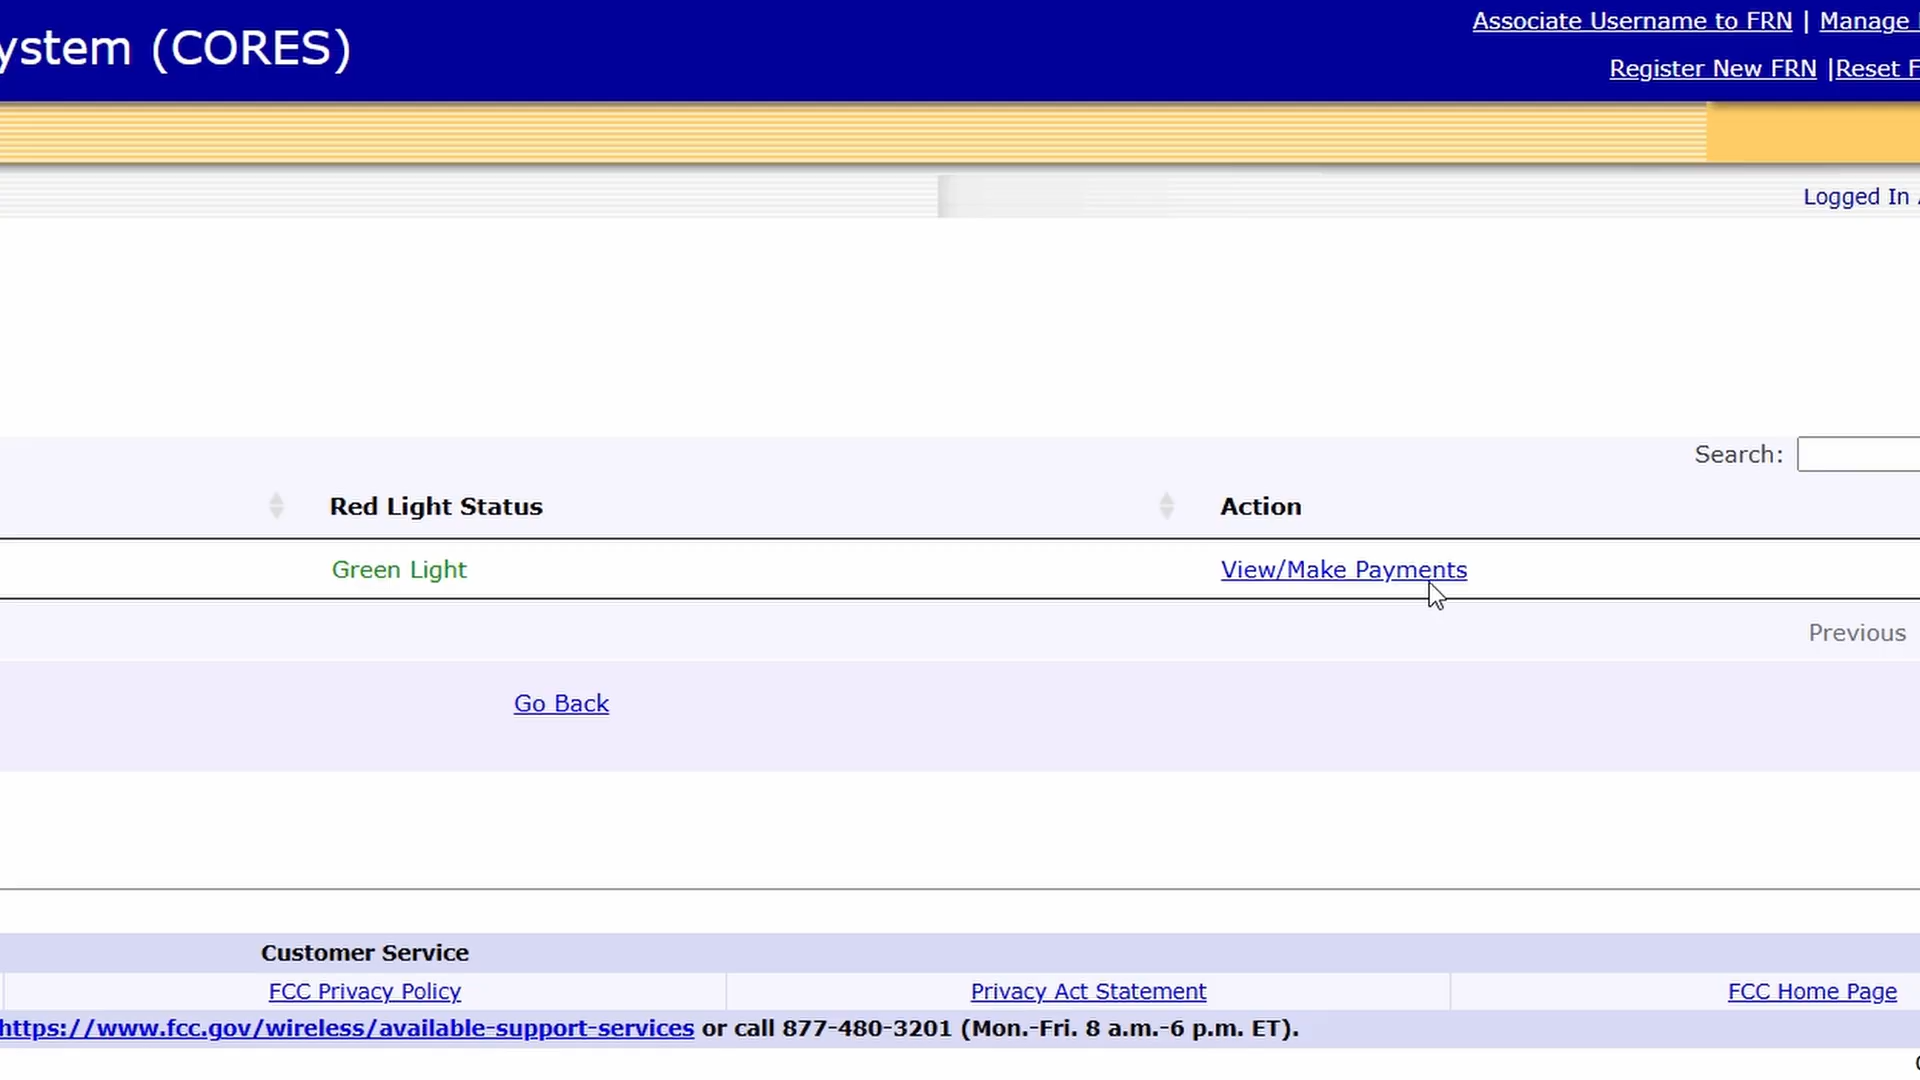 ystem (CORES)
Associate Username to FRN | Manage
Register New FRN |Reset F
Logged In
Search:
Red Light Status Action
Green Light View/Make Payments
Previous
Go Back
Customer Service
FCC Privacy Policy Privacy Act Statement FCC Home Page
https://www.fcc.gov/wireless/available-support-services or call 877-480-3201 (Mon.-Fri. 8 a.m.-6 p.m. ET).